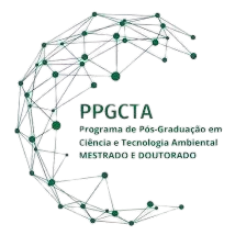 PPGCTA
Programa de Pós-Graduação em
Ciência e Tecnologia Ambiental
MESTRADO E DOUTORADO